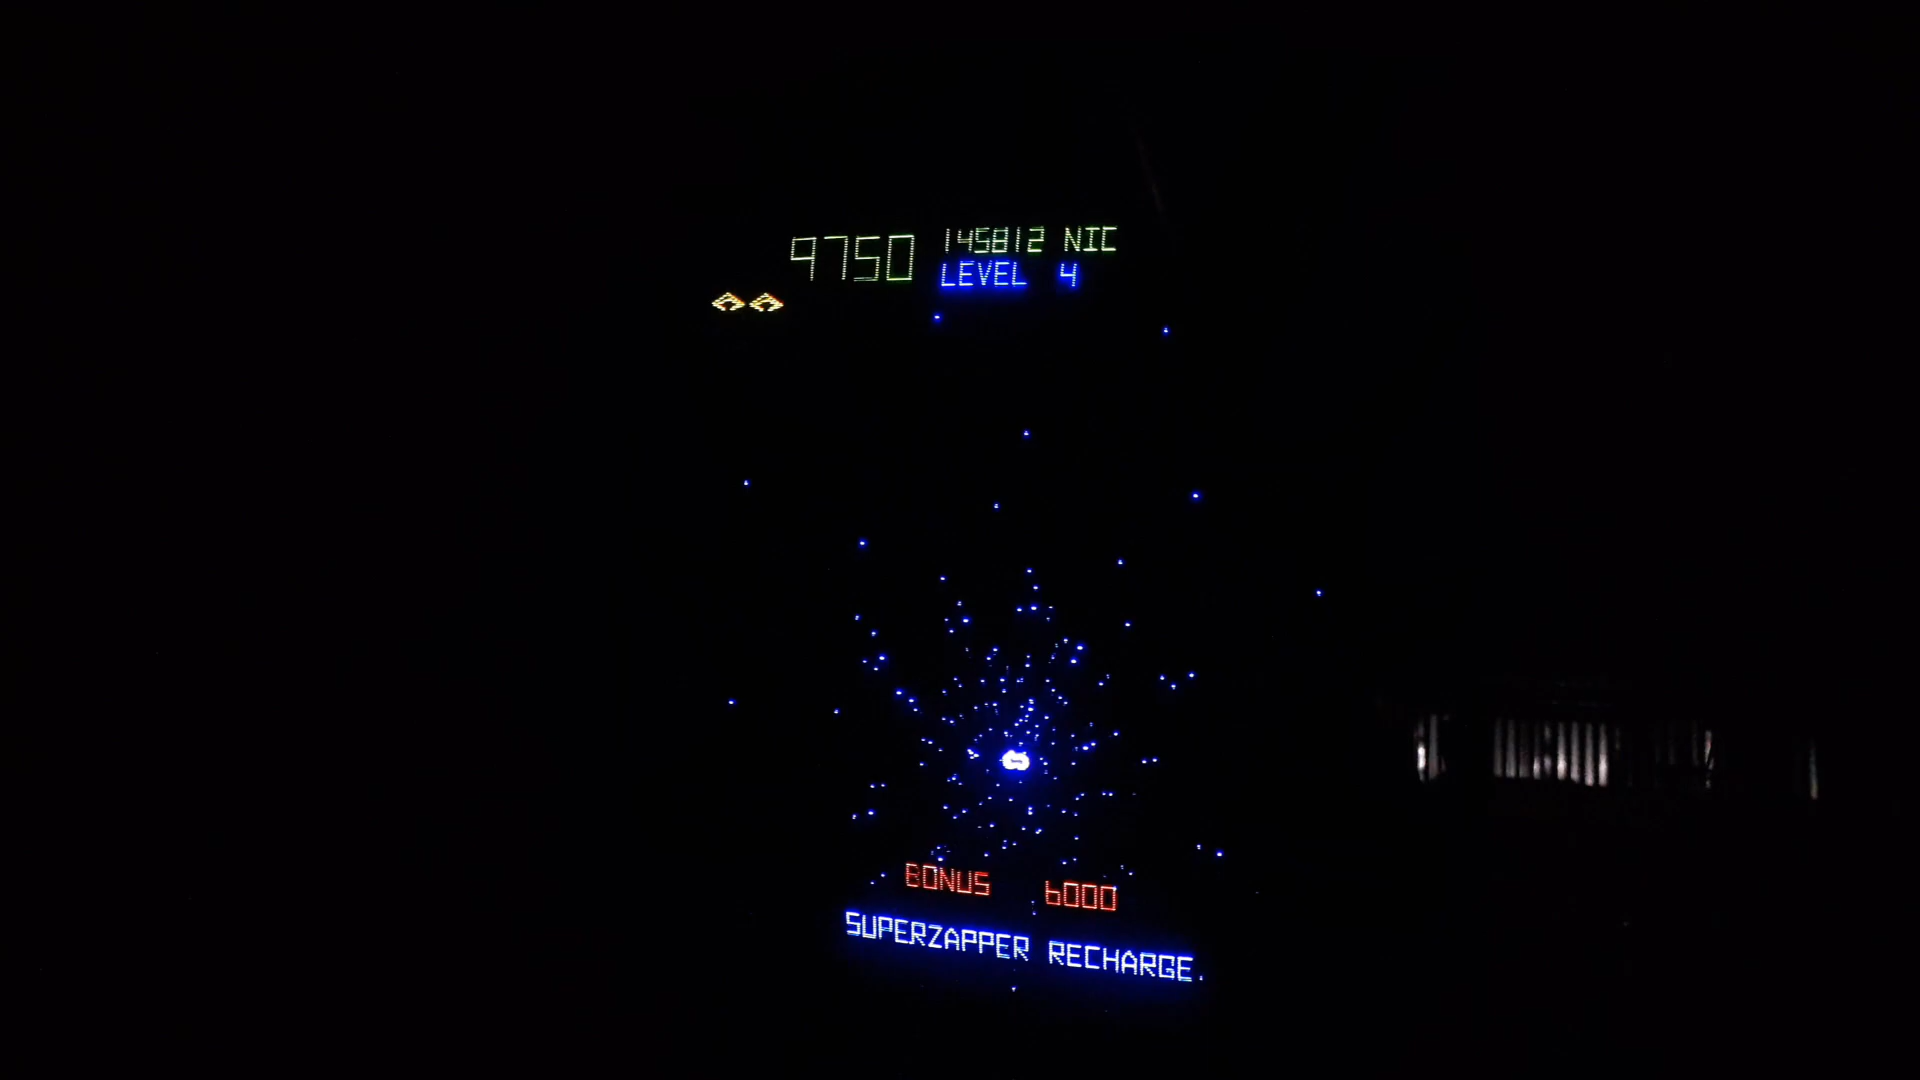 9750
145812 NIC
LEVEL 4
BONUS 6000
SUPERZAPPER RECHARGE